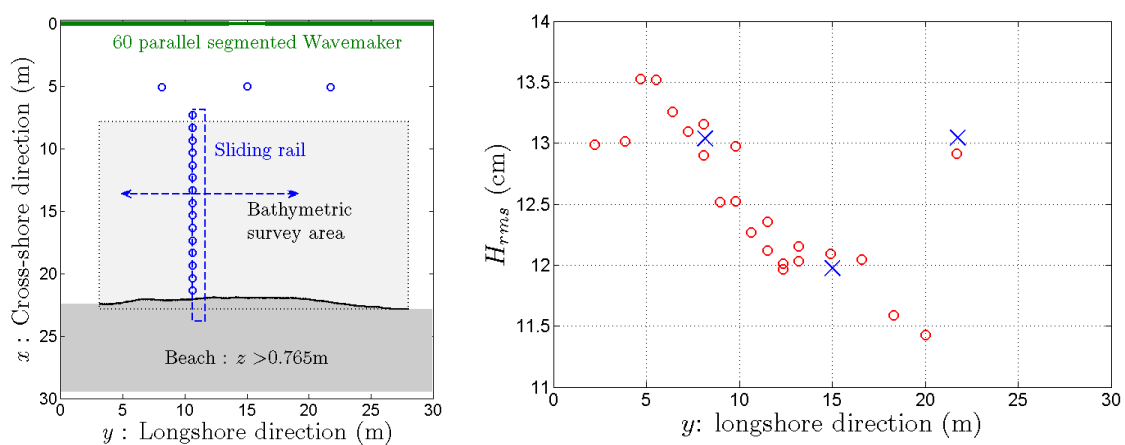 0
5
10
15
20
25
30
x : Cross-shore direction (m)
60 parallel segmented Wavemaker
Sliding rail
Bathymetric
survey area
Beach : z >0.765m
0 5 10 15 20 25 30
y : Longshore direction (m)
14
13.5
13
12.5
12
11.5
11
H_{rms} (cm)
0 5 10 15 20 25 30
y: longshore direction (m)